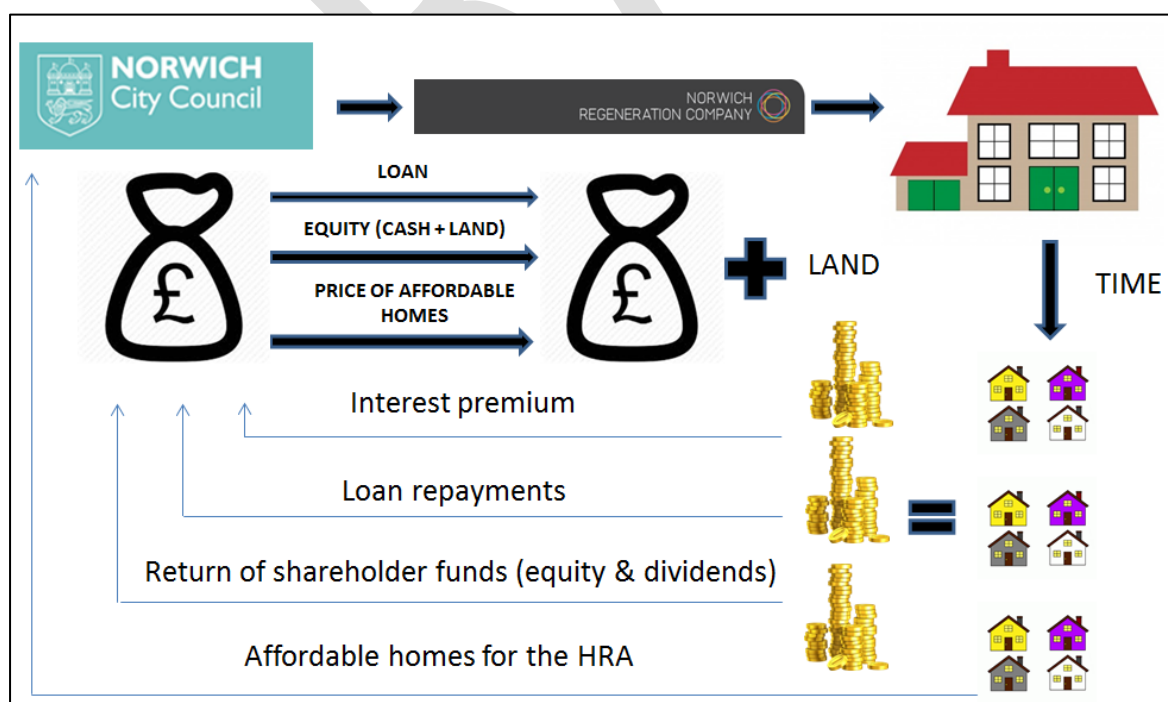 NORWICH
City Council
NORWICH
REGENERATION COMPANY
LOAN
EQUITY (CASH + LAND)
PRICE OF AFFORDABLE
HOMES
£
£
LAND
TIME
Interest premium
Loan repayments
Return of shareholder funds (equity & dividends)
Affordable homes for the HRA